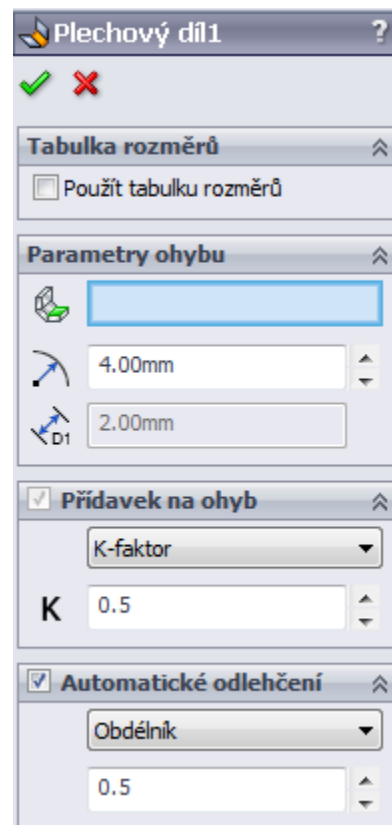 Plechový díl1 ?
Tabulka rozměrů
Použít tabulku rozměrů
Parametry ohybu
4.00mm
D1 2.00mm
Přídavek na ohyb
K-faktor
K 0.5
Automatické odlehčení
Obdélník
0.5